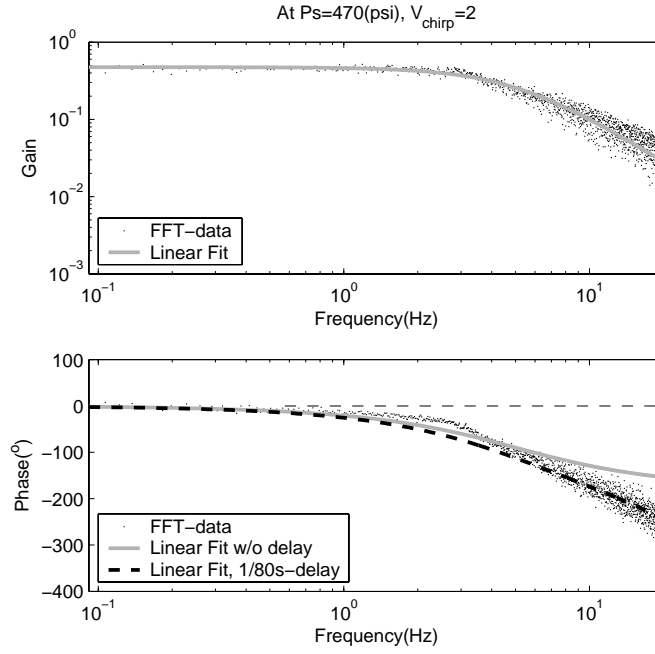 At Ps=470(psi), V_chirp=2
10^0
10^−1
10^−2
10^−3
Gain
FFT−data
Linear Fit
10^−1 10^0 10^1
Frequency(Hz)
100
0
−100
−200
−300
−400
Phase(°)
FFT−data
Linear Fit w/o delay
Linear Fit, 1/80s−delay
10^−1 10^0 10^1
Frequency(Hz)